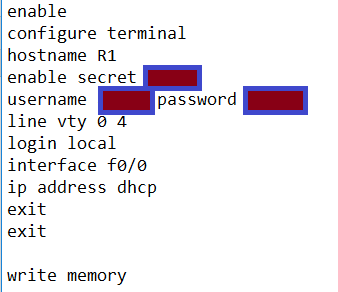 enable
configure terminal
hostname R1
enable secret
username password
line vty 0 4
login local
interface f0/0
ip address dhcp
exit
exit
write memory